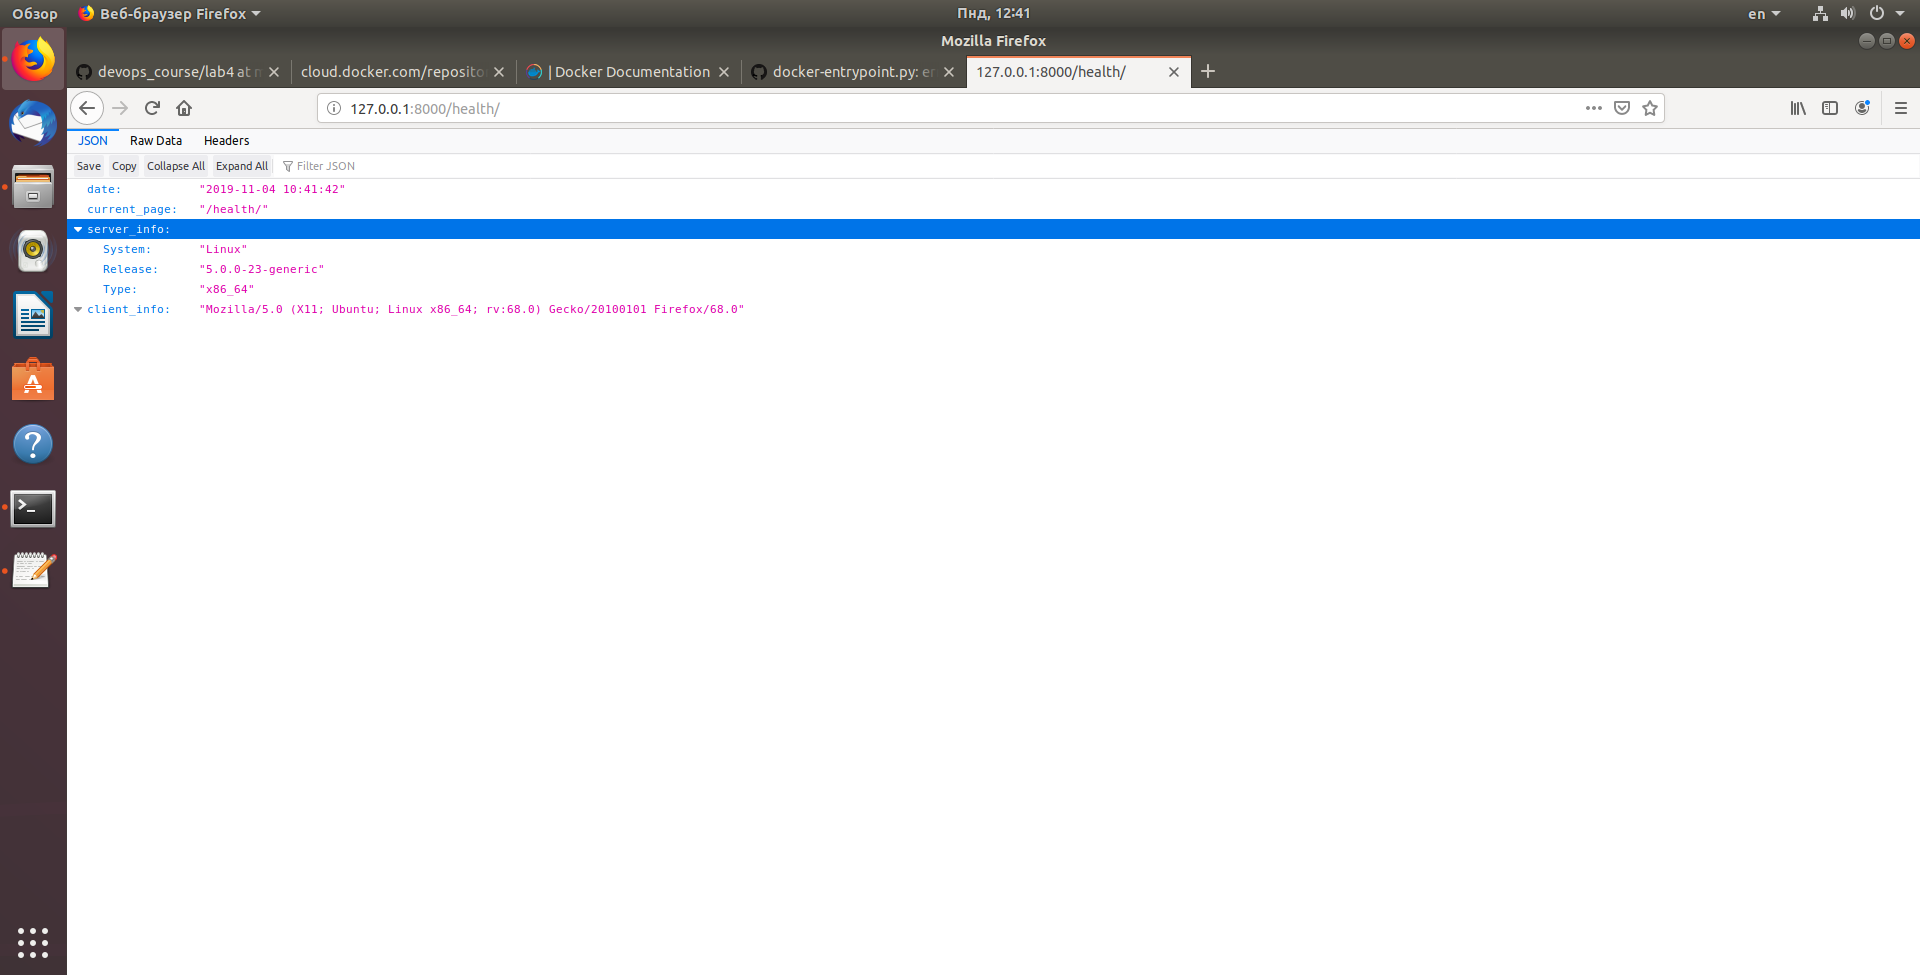 Обзор Веб-браузер Firefox Пнд, 12:41 en
Mozilla Firefox
devops_course/lab4 at cloud.docker.com/reposito | Docker Documentation docker-entrypoint.py: 127.0.0.1:8000/health/
127.0.0.1:8000/health/
JSON Raw Data Headers
Save Copy Collapse All Expand All Filter JSON
date: "2019-11-04 10:41:42"
current_page: "/health/"
server_info:
System: "Linux"
Release: "5.0.0-23-generic"
Type: "x86_64"
client_info: "Mozilla/5.0 (X11; Ubuntu; Linux x86_64; rv:68.0) Gecko/20100101 Firefox/68.0"